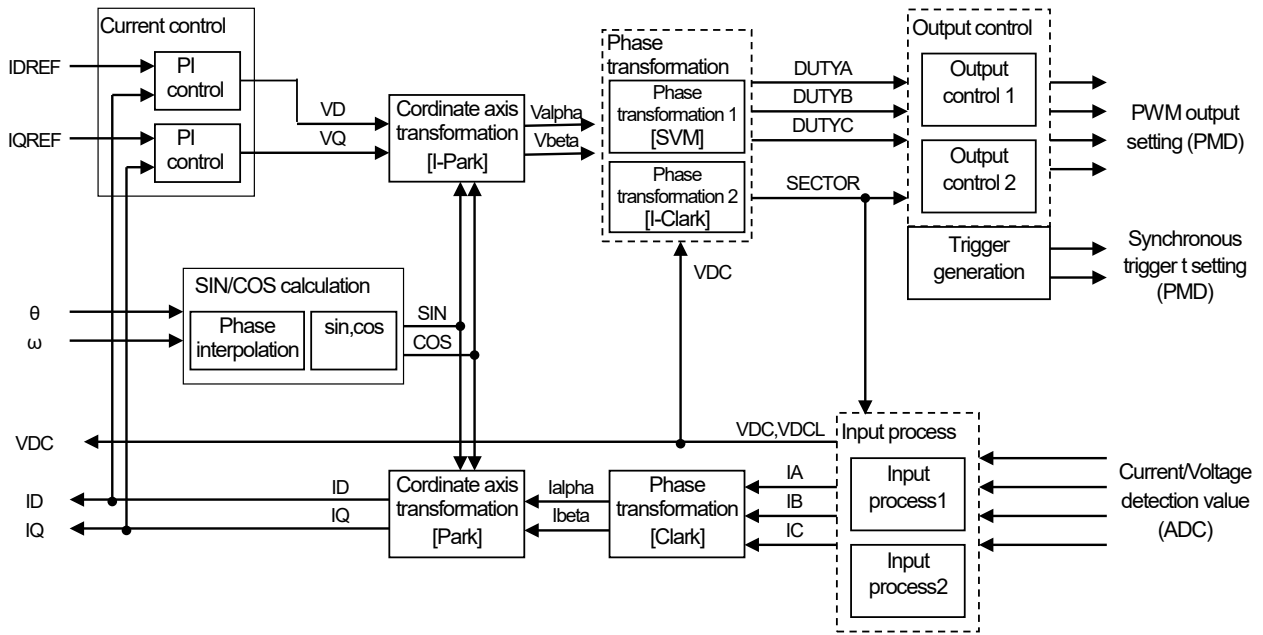 Current control
IDREF
PI
control
IQREF
PI
control
VD
VQ
Cordinate axis
transformation
[I-Park]
Valpha
Vbeta
Phase
transformation
Phase
transformation 1
[SVM]
Phase
transformation 2
[I-Clark]
DUTYA
DUTYB
DUTYC
SECTOR
Output control
Output
control 1
Output
control 2
PWM output
setting (PMD)
Trigger
generation
Synchronous
trigger t setting
(PMD)
VDC
SIN/COS calculation
θ
ω
Phase
interpolation
sin,cos
SIN
COS
VDC
VDC,VDCL
Input process
Input
process1
Input
process2
Current/Voltage
detection value
(ADC)
ID
IQ
ID
IQ
Cordinate axis
transformation
[Park]
Ialpha
Ibeta
Phase
transformation
[Clark]
IA
IB
IC